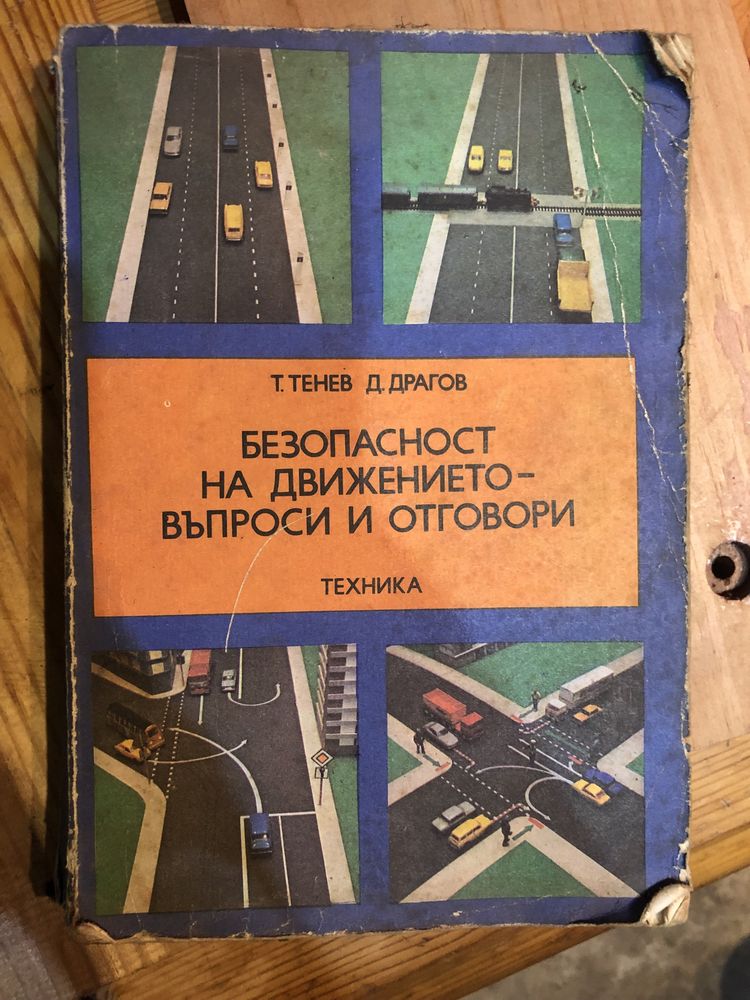 Т. ТЕНЕВ Д. ДРАГОВ
БЕЗОПАСНОСТ
НА ДВИЖЕНИЕТО–
ВЪПРОСИ И ОТГОВОРИ
ТЕХНИКА